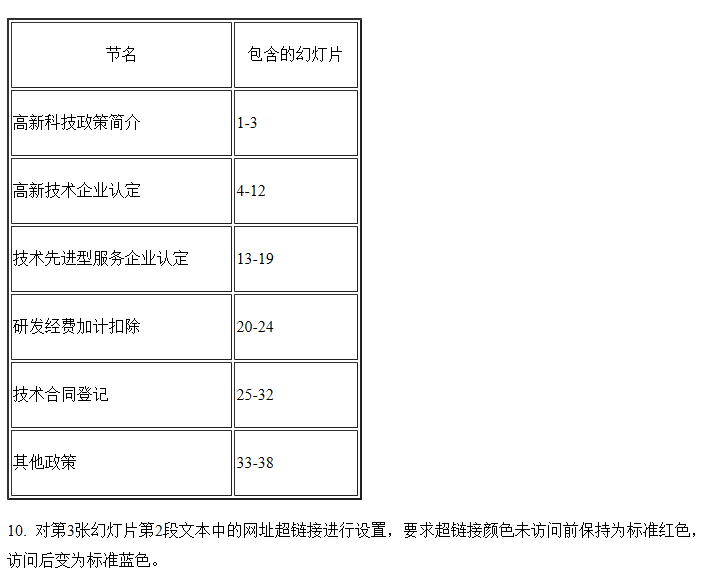 节名 包含的幻灯片
高新科技政策简介 1-3
高新技术企业认定 4-12
技术先进型服务企业认定 13-19
研发经费加计扣除 20-24
技术合同登记 25-32
其他政策 33-38
10. 对第3张幻灯片第2段文本中的网址超链接进行设置，要求超链接颜色未访问前保持为标准红色，
访问后变为标准蓝色。